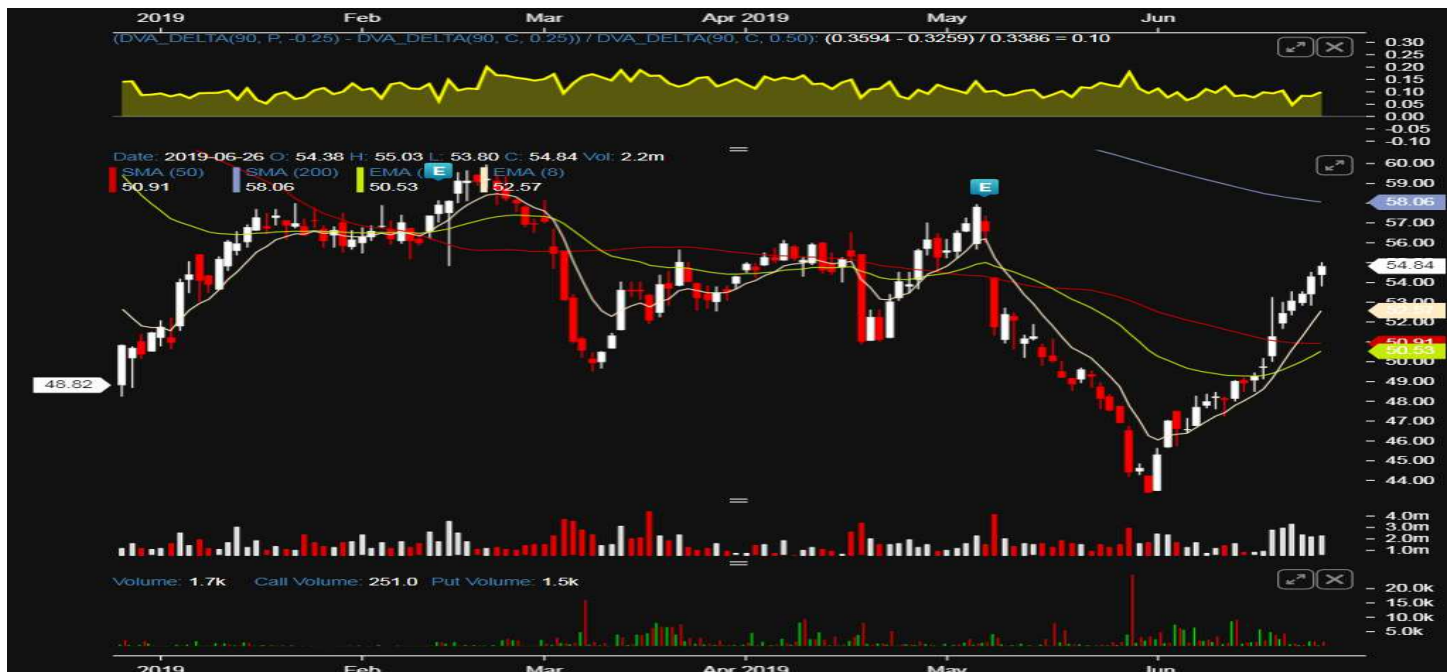 2019 Feb Mar Apr 2019 May Jun
(DVA_DELTA(90, P, -0.25) - DVA_DELTA(90, C, 0.25)) / DVA_DELTA(90, C, 0.50): (0.3594 - 0.3259) / 0.3386 = 0.10
0.30
0.25
0.20
0.15
0.10
0.05
0.00
-0.05
-0.10
Date: 2019-06-26 O: 54.38 H: 55.03 L: 53.80 C: 54.84 Vol: 2.2m
SMA (50) SMA (200) EMA ( EMA (8)
50.91 58.06 50.53 52.57
E
E
60.00
59.00
58.06
57.00
56.00
54.84
54.00
53.00
52.00
50.91
50.53
50.00
49.00
48.00
47.00
46.00
45.00
44.00
48.82
4.0m
3.0m
2.0m
1.0m
Volume: 1.7k Call Volume: 251.0 Put Volume: 1.5k
20.0k
15.0k
10.0k
5.0k
2019 Feb Mar Apr 2019 May Jun